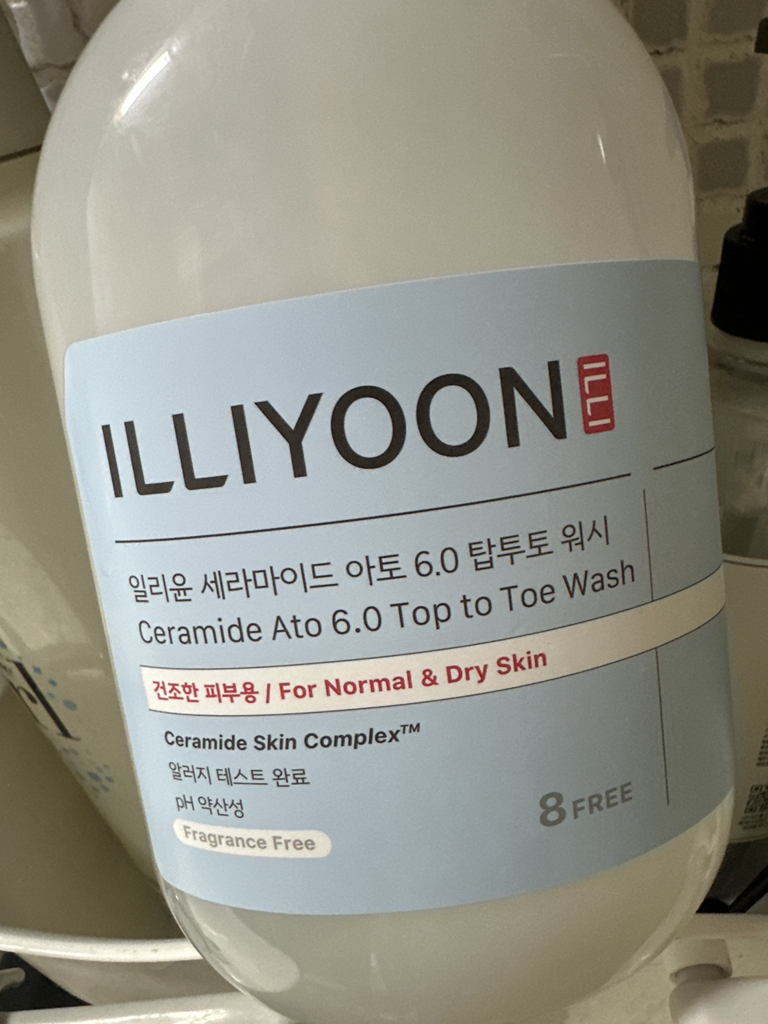 ILLIYOON ILLI
일리윤 세라마이드 아토 6.0 탑투토 워시
Ceramide Ato 6.0 Top to Toe Wash
건조한 피부용 / For Normal & Dry Skin
Ceramide Skin Complex™
알러지 테스트 완료
pH 약산성
Fragrance Free
8 FREE